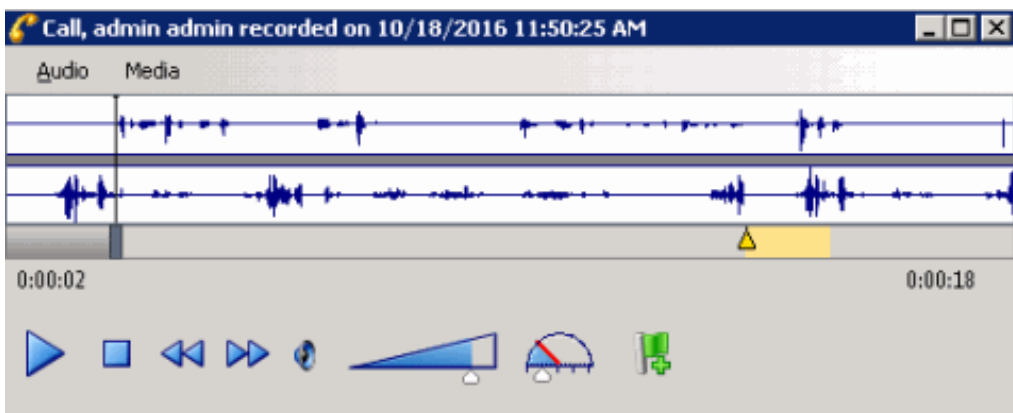 Call, admin admin recorded on 10/18/2016 11:50:25 AM
Audio Media
0:00:02 0:00:18